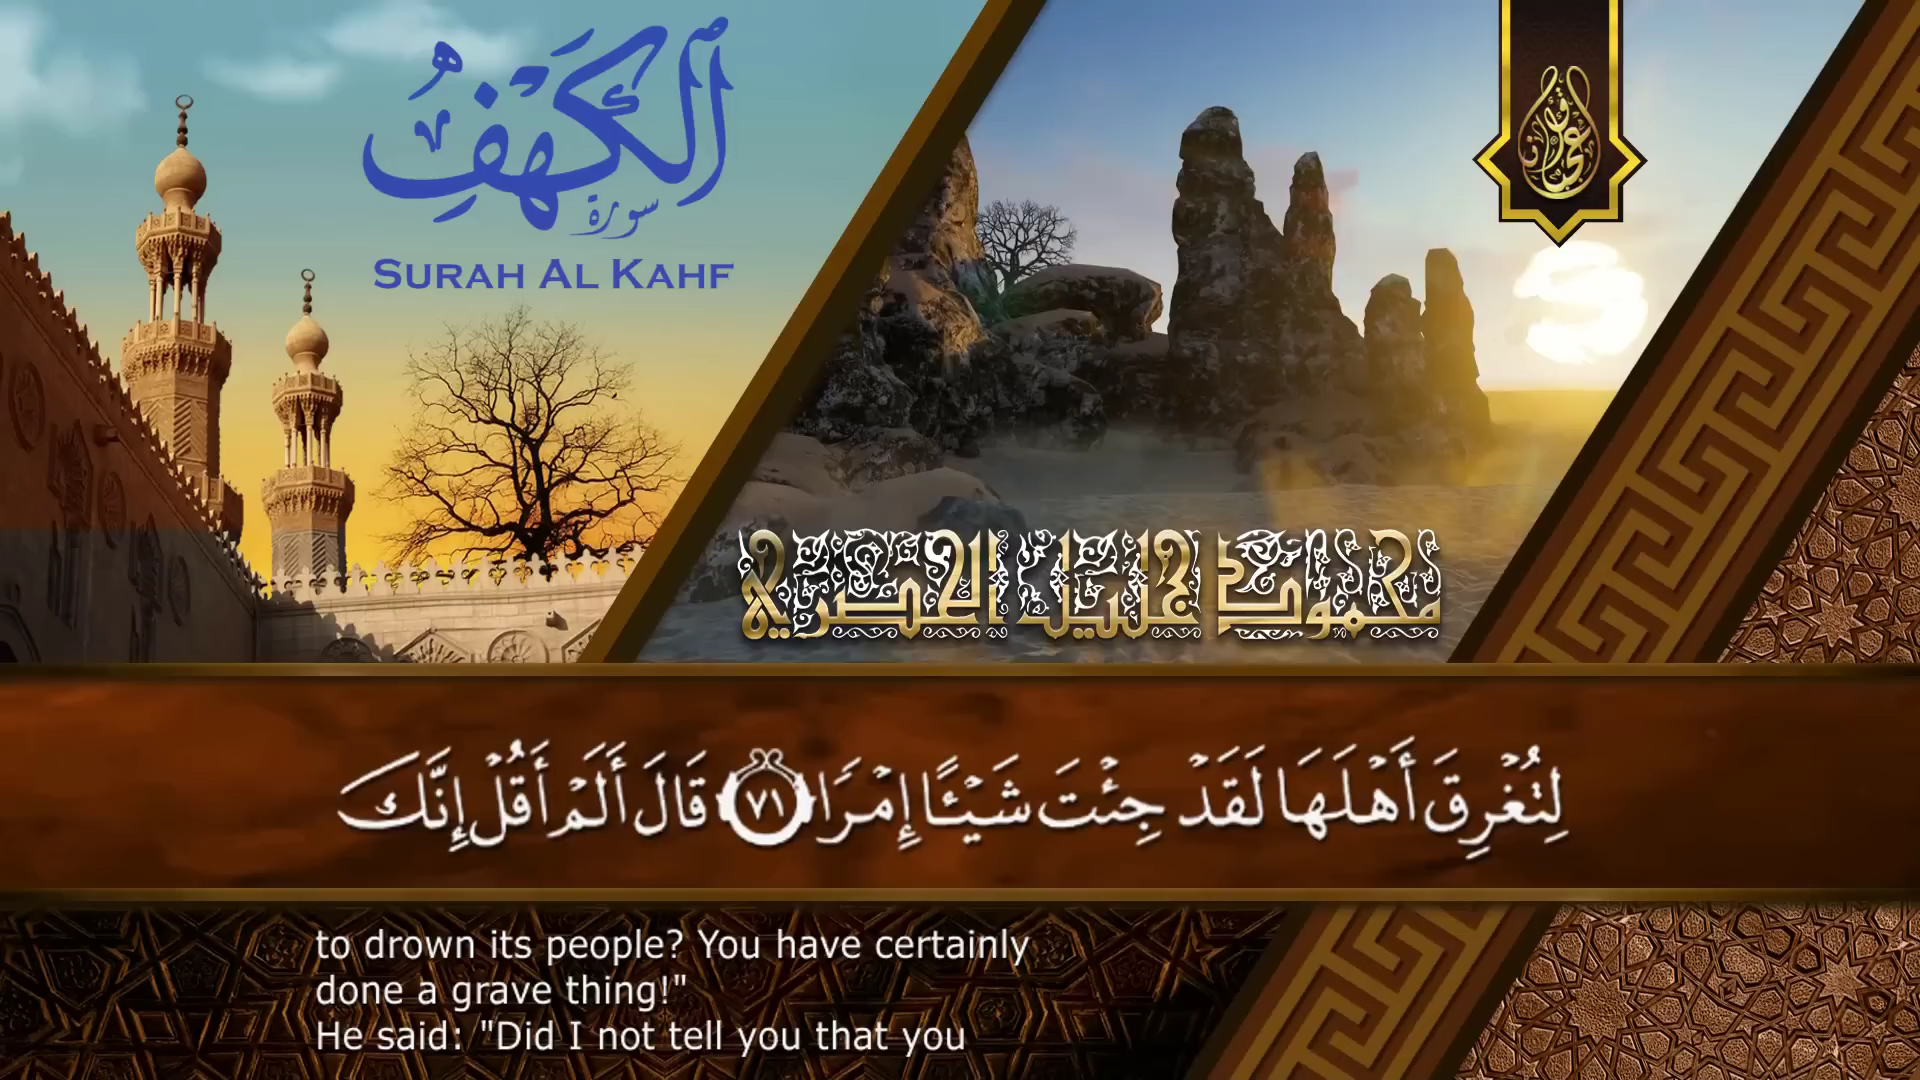 ٱلْكَهْفِ
سورة
SURAH AL KAHF
محمود خليل الحصري
لِتُغْرِقَ أَهْلَهَا لَقَدْ جِئْتَ شَيْـًٔا إِمْرًا ٧١ قَالَ أَلَمْ أَقُلْ إِنَّكَ
to drown its people? You have certainly
done a grave thing!"
He said: "Did I not tell you that you